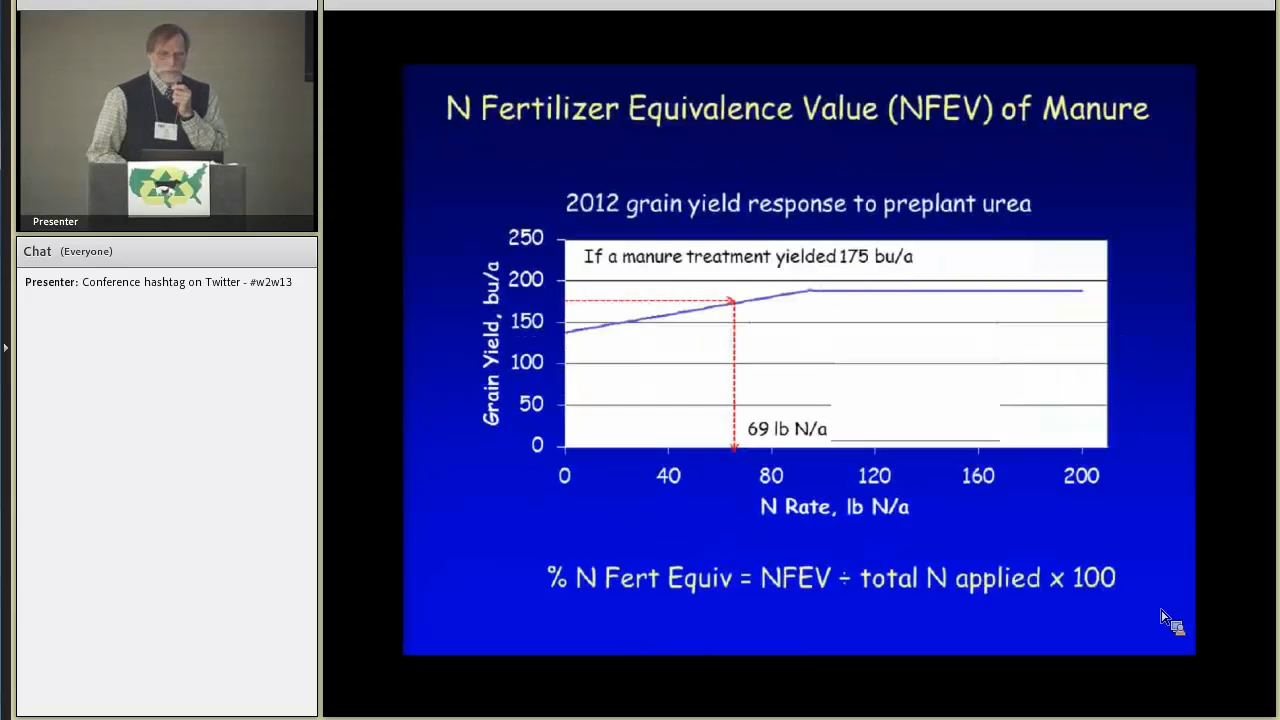 Presenter
Chat (Everyone)
Presenter: Conference hashtag on Twitter - #w2w13
N Fertilizer Equivalence Value (NFEV) of Manure
2012 grain yield response to preplant urea
If a manure treatment yielded 175 bu/a
Grain Yield, bu/a
250
200
150
100
50
0
69 lb N/a
0 40 80 120 160 200
N Rate, lb N/a
% N Fert Equiv = NFEV ÷ total N applied x 100